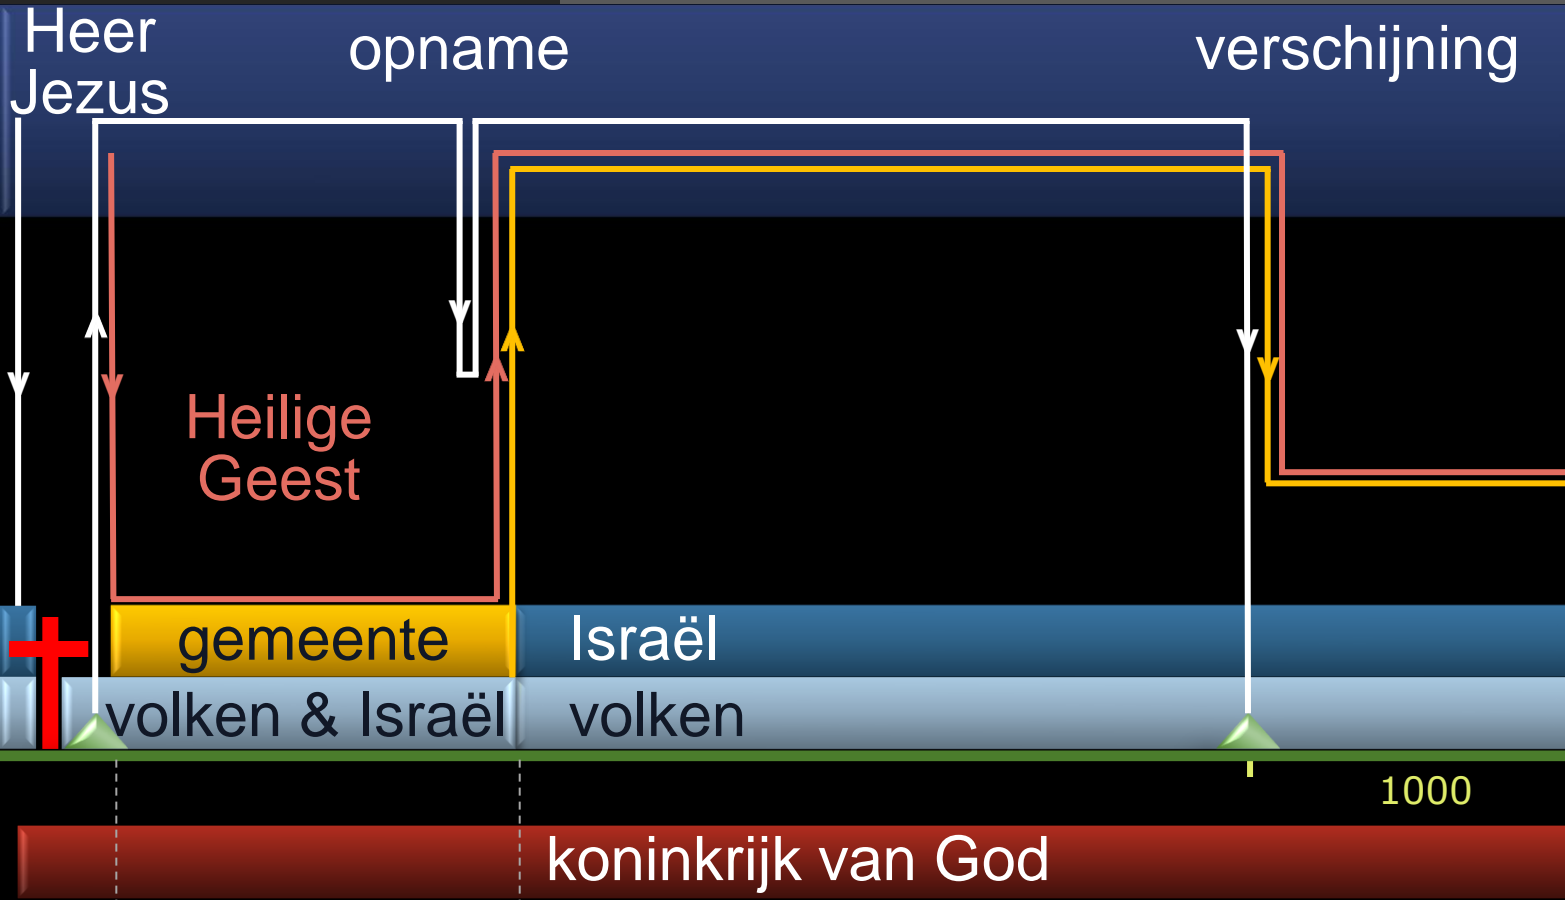 Heer
Jezus
opname
verschijning
Heilige
Geest
gemeente
Israël
volken & Israël
volken
1000
koninkrijk van God